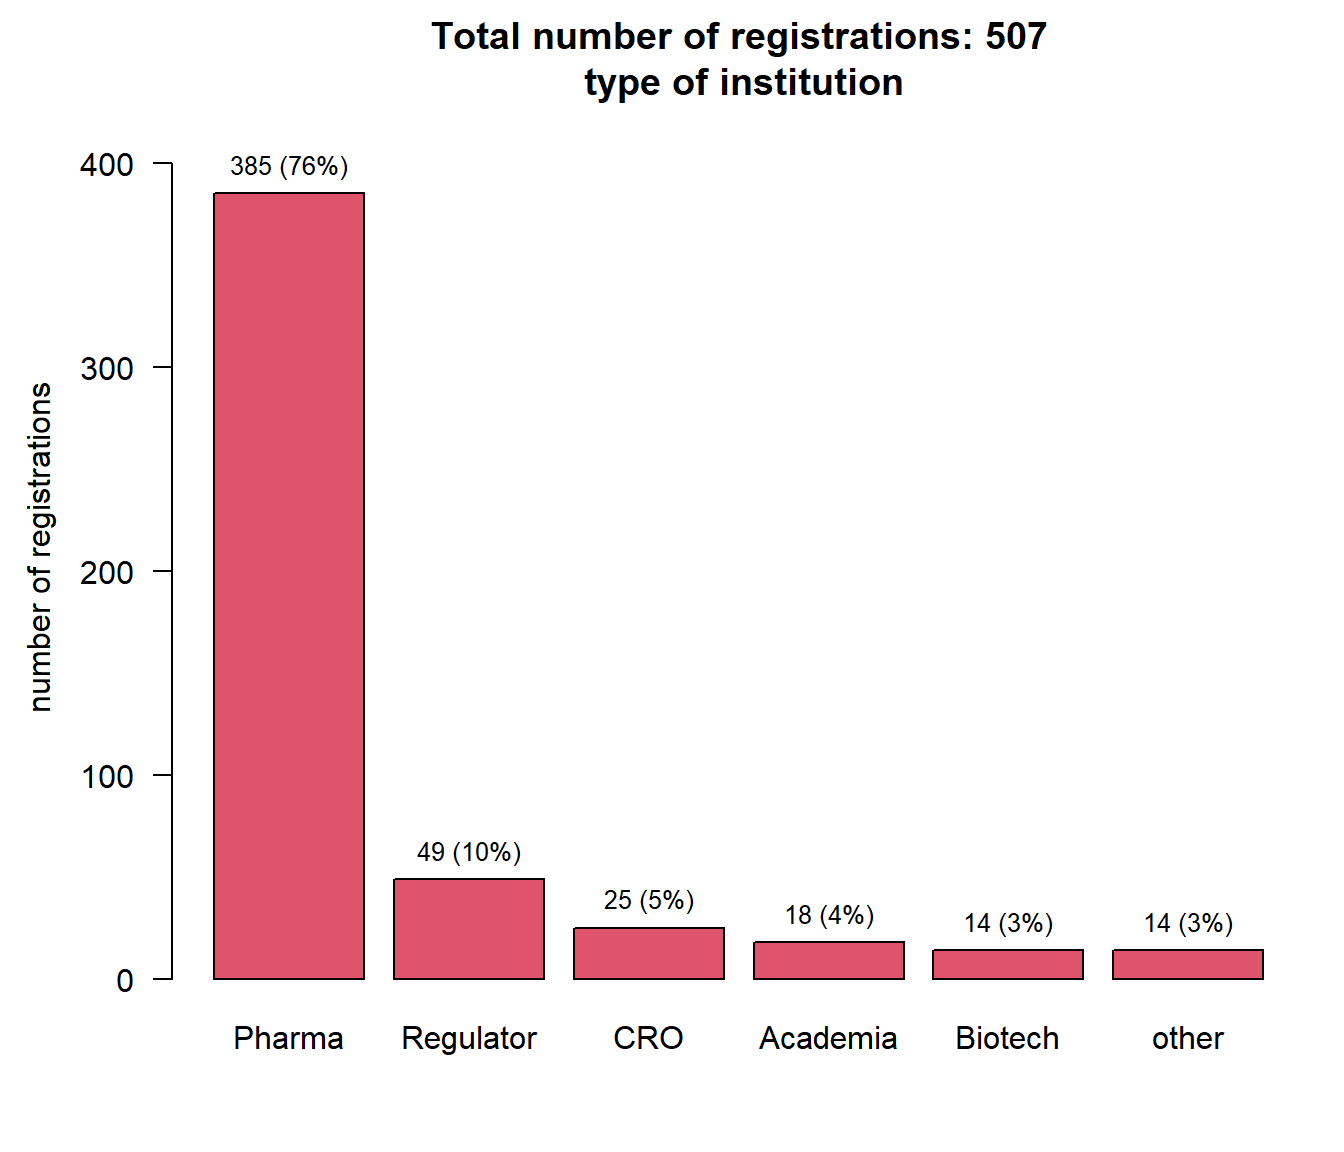 Total number of registrations: 507
type of institution
number of registrations
400
300
200
100
0
385 (76%)
49 (10%)
25 (5%)
18 (4%)
14 (3%)
14 (3%)
Pharma
Regulator
CRO
Academia
Biotech
other